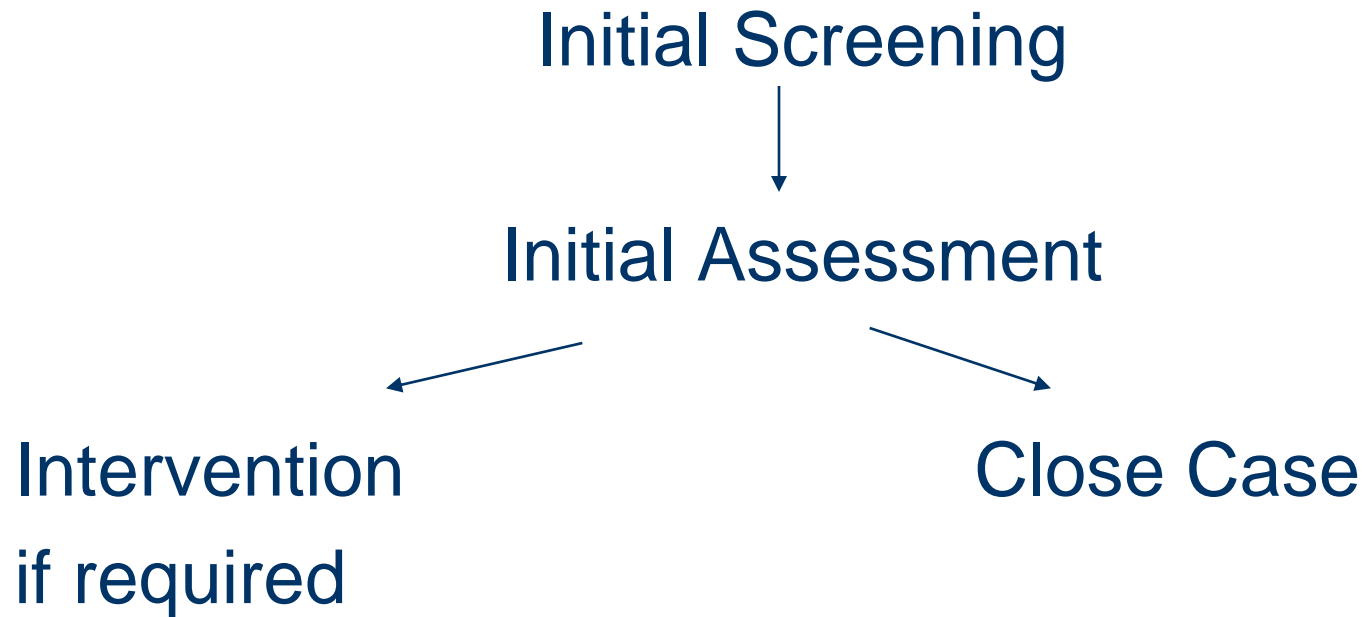 Initial Screening
Initial Assessment
Intervention
if required
Close Case